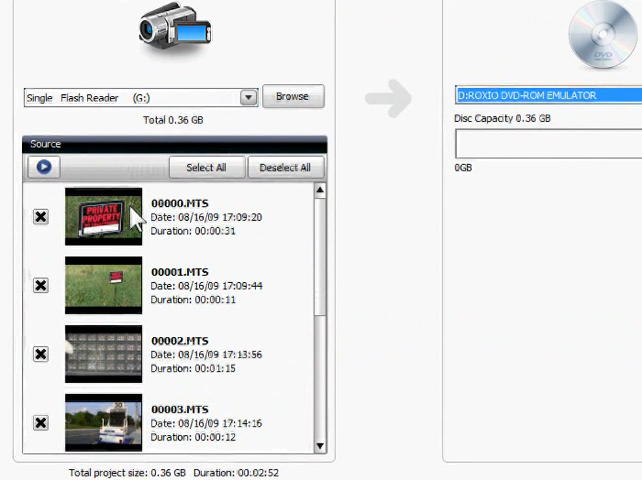 Single Flash Reader (G:)
Browse
Total 0.36 GB
Source
Select All
Deselect All
PRIVATE
PROPERTY
00000.MTS
Date: 08/16/09 17:09:20
Duration: 00:00:31
00001.MTS
Date: 08/16/09 17:09:44
Duration: 00:00:11
00002.MTS
Date: 08/16/09 17:13:56
Duration: 00:01:15
00003.MTS
Date: 08/16/09 17:14:16
Duration: 00:00:12
Total project size: 0.36 GB Duration: 00:02:52
DVD
D:ROXIO DVD-ROM EMULATOR
Disc Capacity 0.36 GB
0GB